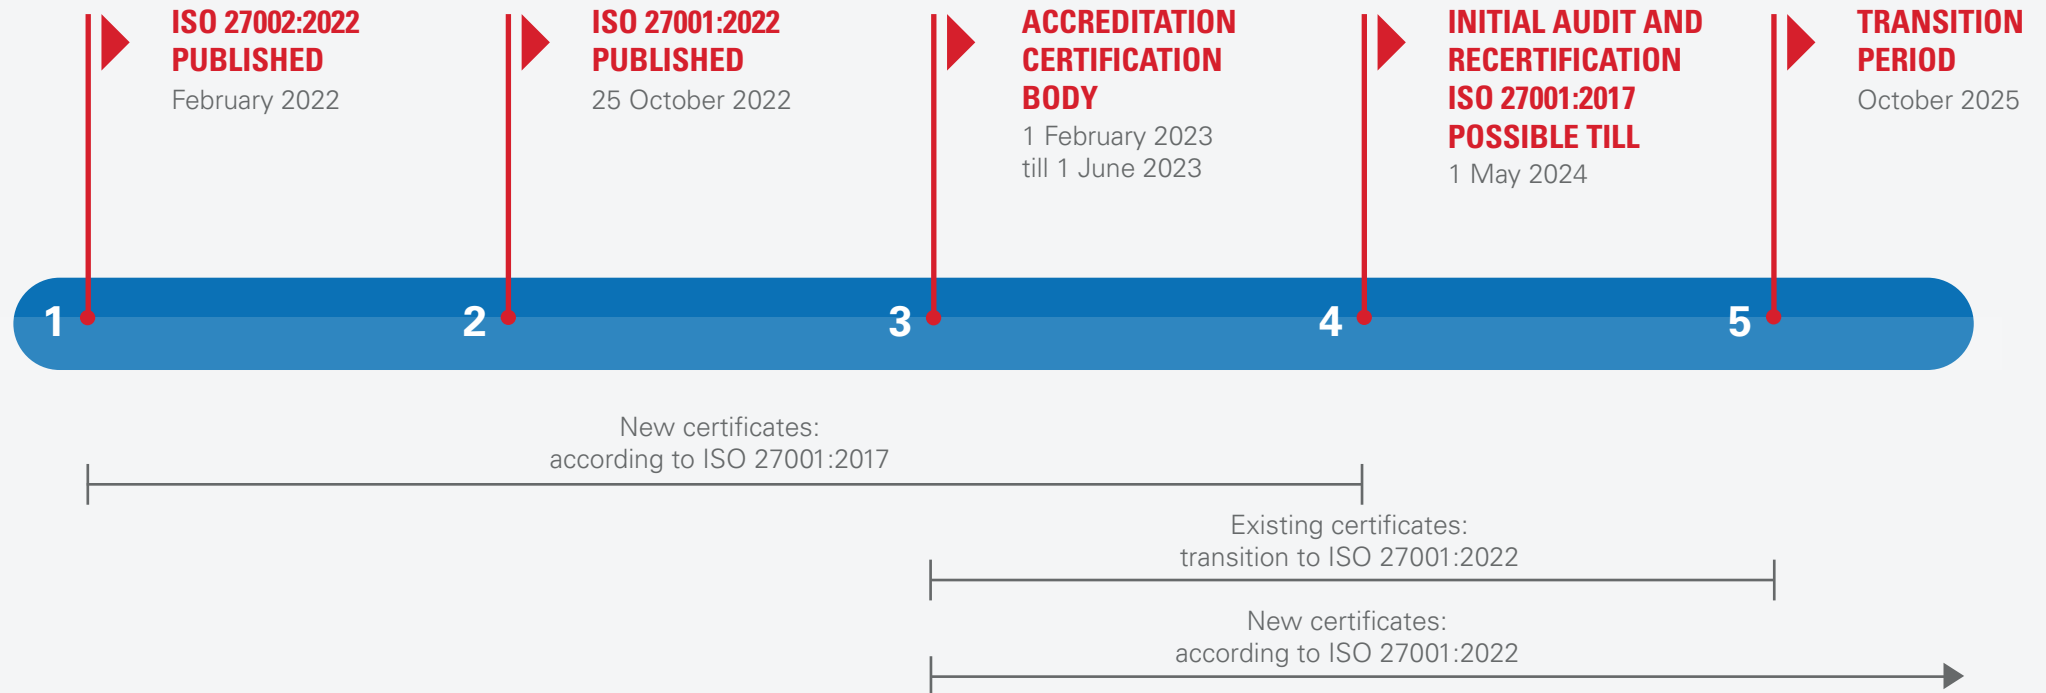 ISO 27002:2022
PUBLISHED
February 2022
ISO 27001:2022
PUBLISHED
25 October 2022
ACCREDITATION
CERTIFICATION
BODY
1 February 2023
till 1 June 2023
INITIAL AUDIT AND
RECERTIFICATION
ISO 27001:2017
POSSIBLE TILL
1 May 2024
TRANSITION
PERIOD
October 2025
1
2
3
4
5
New certificates:
according to ISO 27001:2017
Existing certificates:
transition to ISO 27001:2022
New certificates:
according to ISO 27001:2022